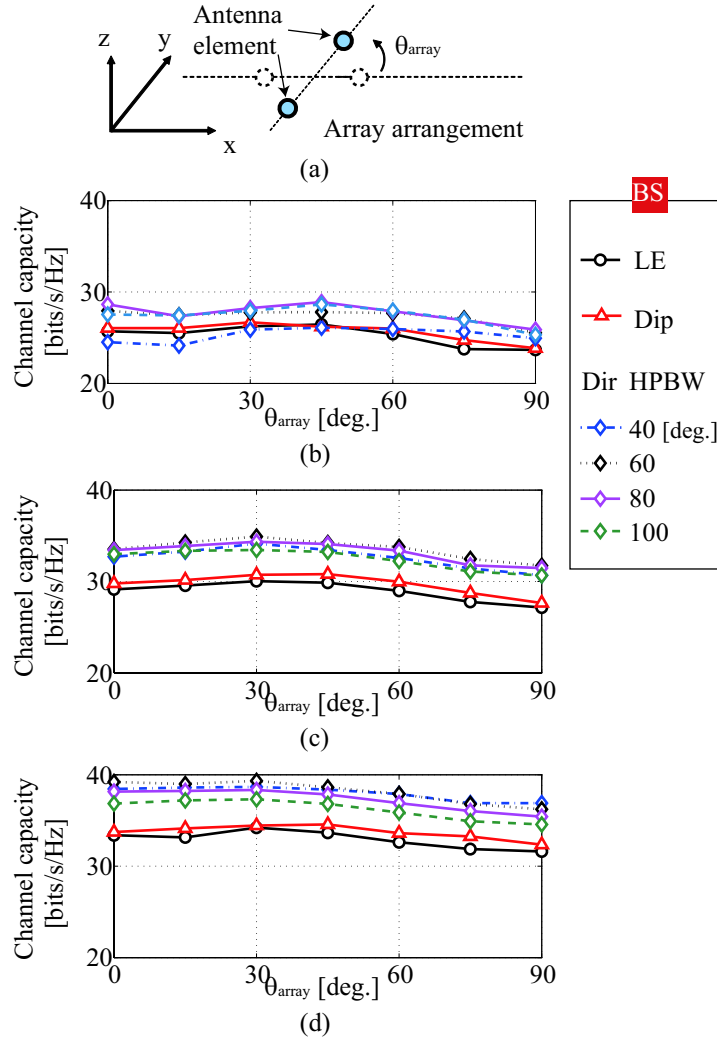 Antenna
element
θarray
z
y
x
Array arrangement
(a)
Channel capacity
[bits/s/Hz]
40
30
20
0
30
60
90
θarray [deg.]
(b)
BS
LE
Dip
Dir HPBW
40 [deg.]
60
80
100
Channel capacity
[bits/s/Hz]
40
30
20
0
30
60
90
θarray [deg.]
(c)
Channel capacity
[bits/s/Hz]
40
30
20
0
30
60
90
θarray [deg.]
(d)